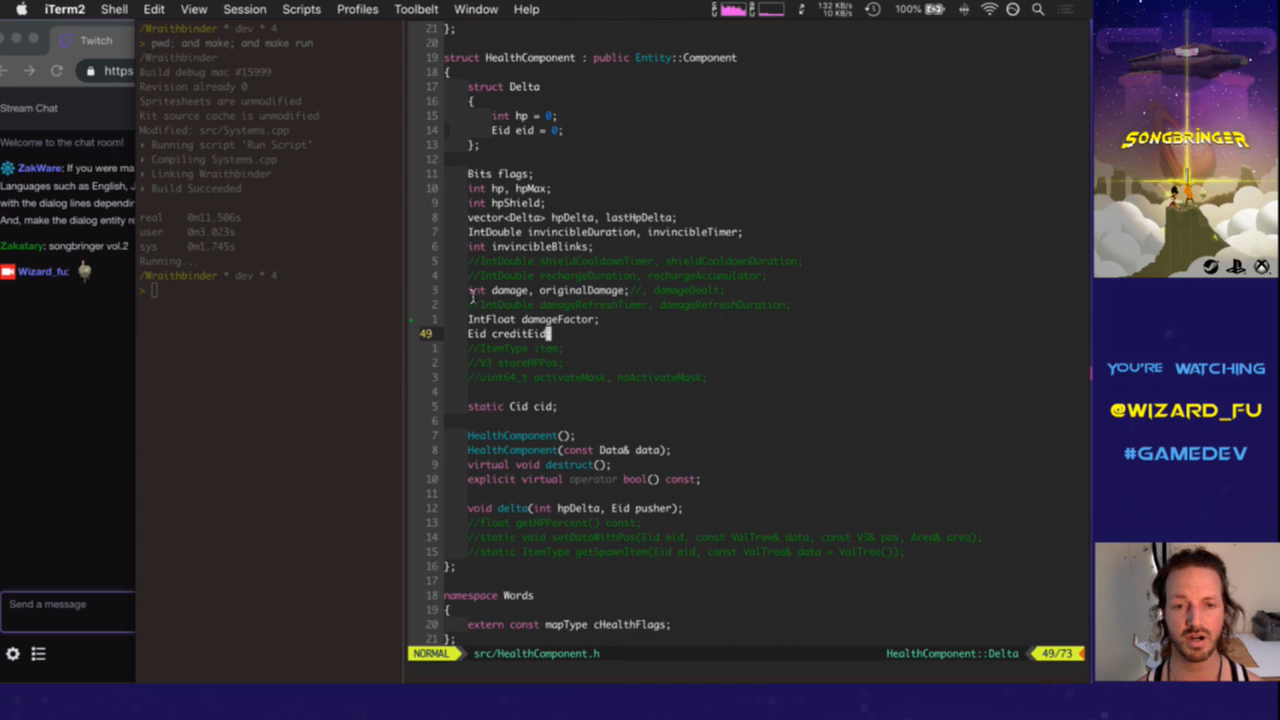 iTerm2 Shell Edit View Session Scripts Profiles Toolbelt Window Help
132 KB/s
10 KB/s
100%
Twitch
https
Stream Chat
Welcome to the chat room!
ZakWare: If you were ma
Languages such as English, J
with the dialog lines dependin
And, make the dialog entity re
Zakatary: songbringer vol.2
Wizard_fu:
Send a message
/Wraithbinder * dev * 4
> pwd; and make; and make run
/Wraithbinder
Build debug mac #15999
Revision already 0
Spritesheets are unmodified
Kit source cache is unmodified
Modified: src/Systems.cpp
› Running script 'Run Script'
› Compiling Systems.cpp
› Linking Wraithbinder
› Build Succeeded
real 0m11.506s
user 0m3.023s
sys 0m1.745s
Running...
/Wraithbinder * dev * 4
>
21 };
20
19 struct HealthComponent : public Entity::Component
18 {
17 struct Delta
16 {
15 int hp = 0;
14 Eid eid = 0;
13 };
12
11 Bits flags;
10 int hp, hpMax;
9 int hpShield;
8 vector<Delta> hpDelta, lastHpDelta;
7 IntDouble invincibleDuration, invincibleTimer;
6 int invincibleBlinks;
5 //IntDouble shieldCooldownTimer, shieldCooldownDuration;
4 //IntDouble rechargeDuration, rechargeAccumulator;
3 int damage, originalDamage;//, damageDealt;
2 //IntDouble damageRefreshTimer, damageRefreshDuration;
1 IntFloat damageFactor;
49 Eid creditEid
1 //ItemType item;
2 //V3 storeHPPos;
3 //uint64_t activateMask, noActivateMask;
4
5 static Cid cid;
6
7 HealthComponent();
8 HealthComponent(const Data& data);
9 virtual void destruct();
10 explicit virtual operator bool() const;
11
12 void delta(int hpDelta, Eid pusher);
13 //float getHPPercent() const;
14 //static void setDataWithPos(Eid eid, const ValTree& data, const V3& pos, Area& area);
15 //static ItemType getSpawnItem(Eid eid, const ValTree& data = ValTree());
16 };
17
18 namespace Words
19 {
20 extern const mapType cHealthFlags;
21 };
NORMAL src/HealthComponent.h HealthComponent::Delta 49/73
SONGBRINGER
YOU'RE WATCHING
@WIZARD_FU
#GAMEDEV